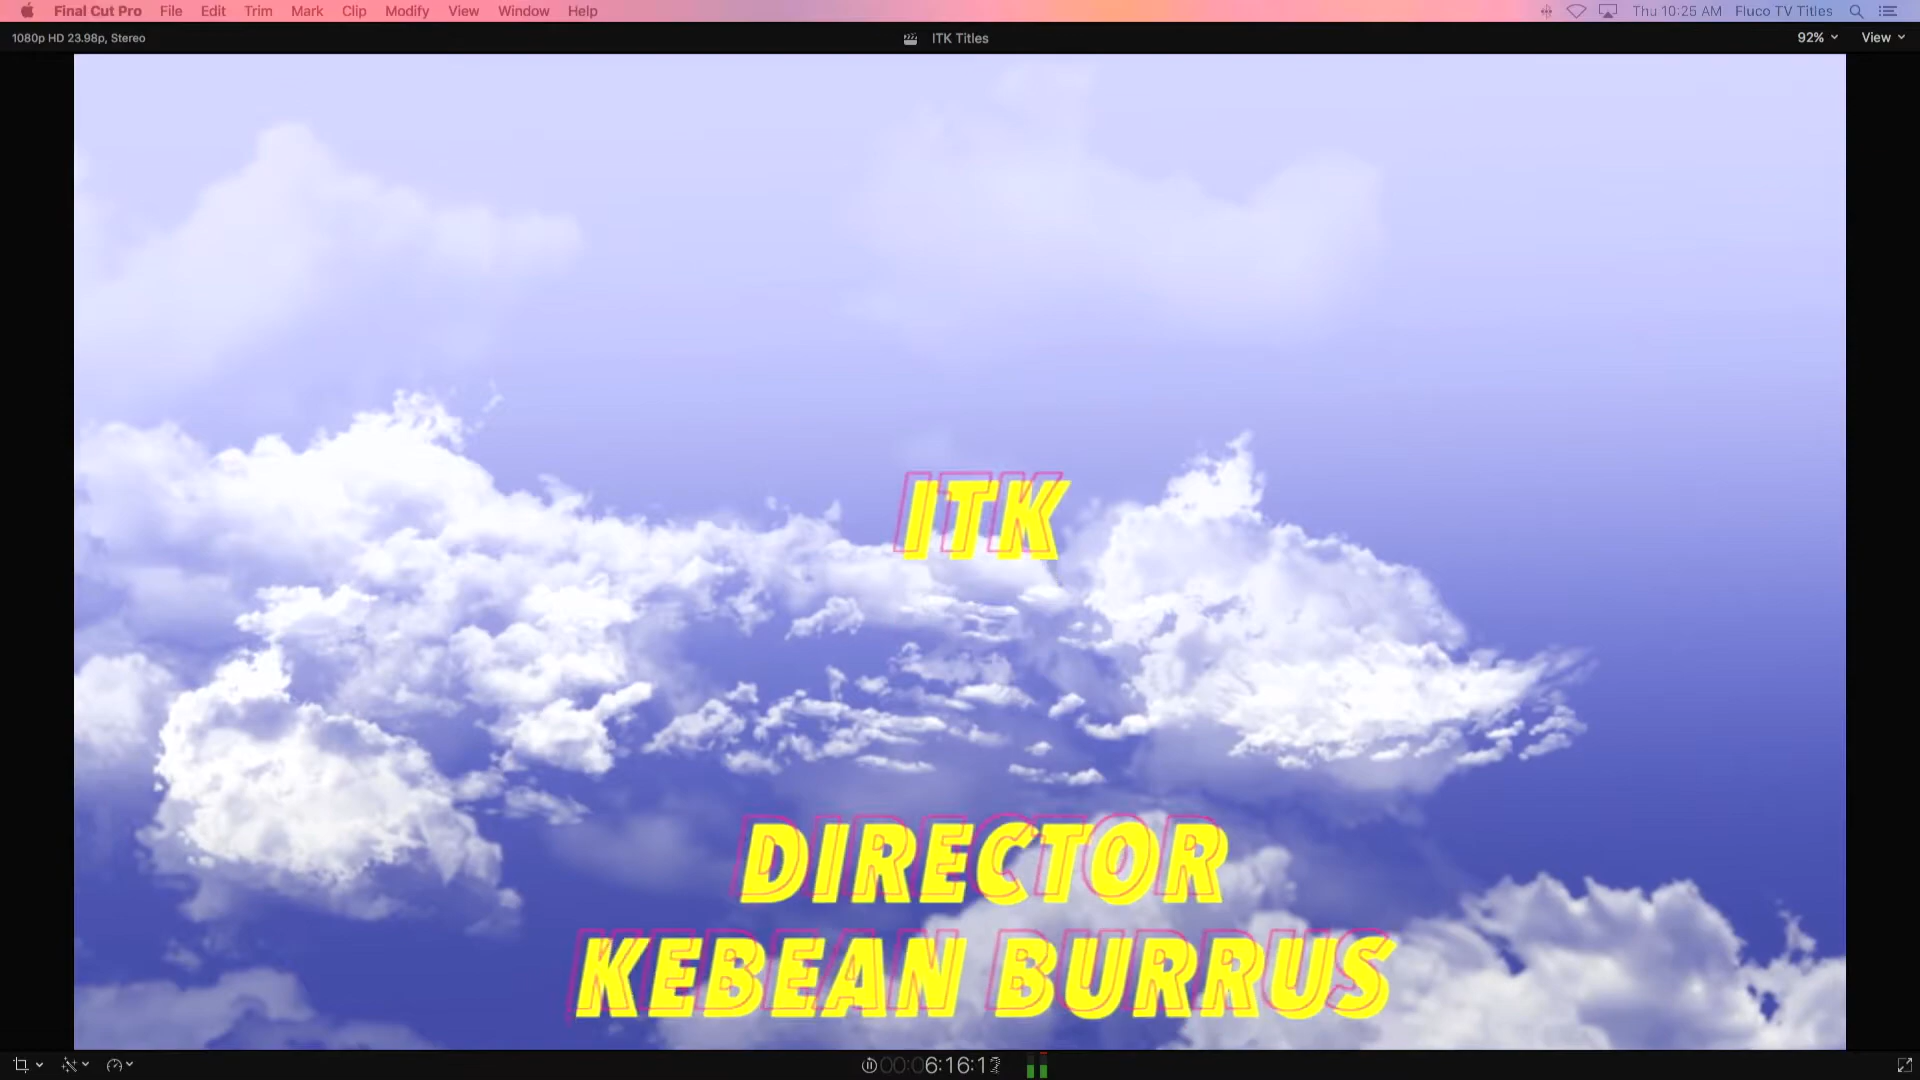 Final Cut Pro File Edit Trim Mark Clip Modify View Window Help Thu 10:25 AM Fluco TV Titles
1080p HD 23.98p, Stereo ITK Titles 92% View
ITK
DIRECTOR
KEBEAN BURRUS